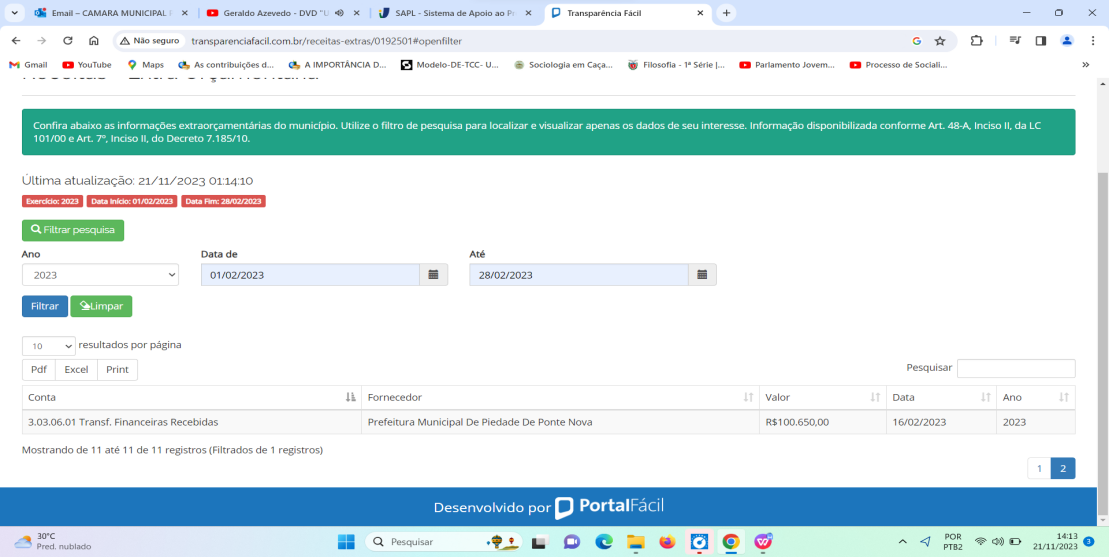 Email – CAMARA MUNICIPAL
Geraldo Azevedo - DVD "U
SAPL - Sistema de Apoio ao P
Transparência Fácil
Não seguro
transparenciafacil.com.br/receitas-extras/0192501#openfilter
Gmail
YouTube
Maps
As contribuições d...
A IMPORTÂNCIA D...
Modelo-DE-TCC- U...
Sociologia em Caça...
Filosofia - 1ª Série |...
Parlamento Jovem...
Processo de Sociali...
»
Confira abaixo as informações extraorçamentárias do município. Utilize o filtro de pesquisa para localizar e visualizar apenas os dados de seu interesse. Informação disponibilizada conforme Art. 48-A, Inciso II, da LC
101/00 e Art. 7º, Inciso II, do Decreto 7.185/10.
Última atualização: 21/11/2023 01:14:10
Exercício: 2023 Data Início: 01/02/2023 Data Fim: 28/02/2023
Filtrar pesquisa
Ano Data de Até
2023 01/02/2023 28/02/2023
Filtrar Limpar
10 resultados por página
Pdf Excel Print Pesquisar
Conta Fornecedor Valor Data Ano
3.03.06.01 Transf. Financeiras Recebidas Prefeitura Municipal De Piedade De Ponte Nova R$100.650,00 16/02/2023 2023
Mostrando de 11 até 11 de 11 registros (Filtrados de 1 registros)
1 2
Desenvolvido por PortalFácil
30°C
Pred. nublado
Pesquisar
POR
PTB2
14:13
21/11/2023
3